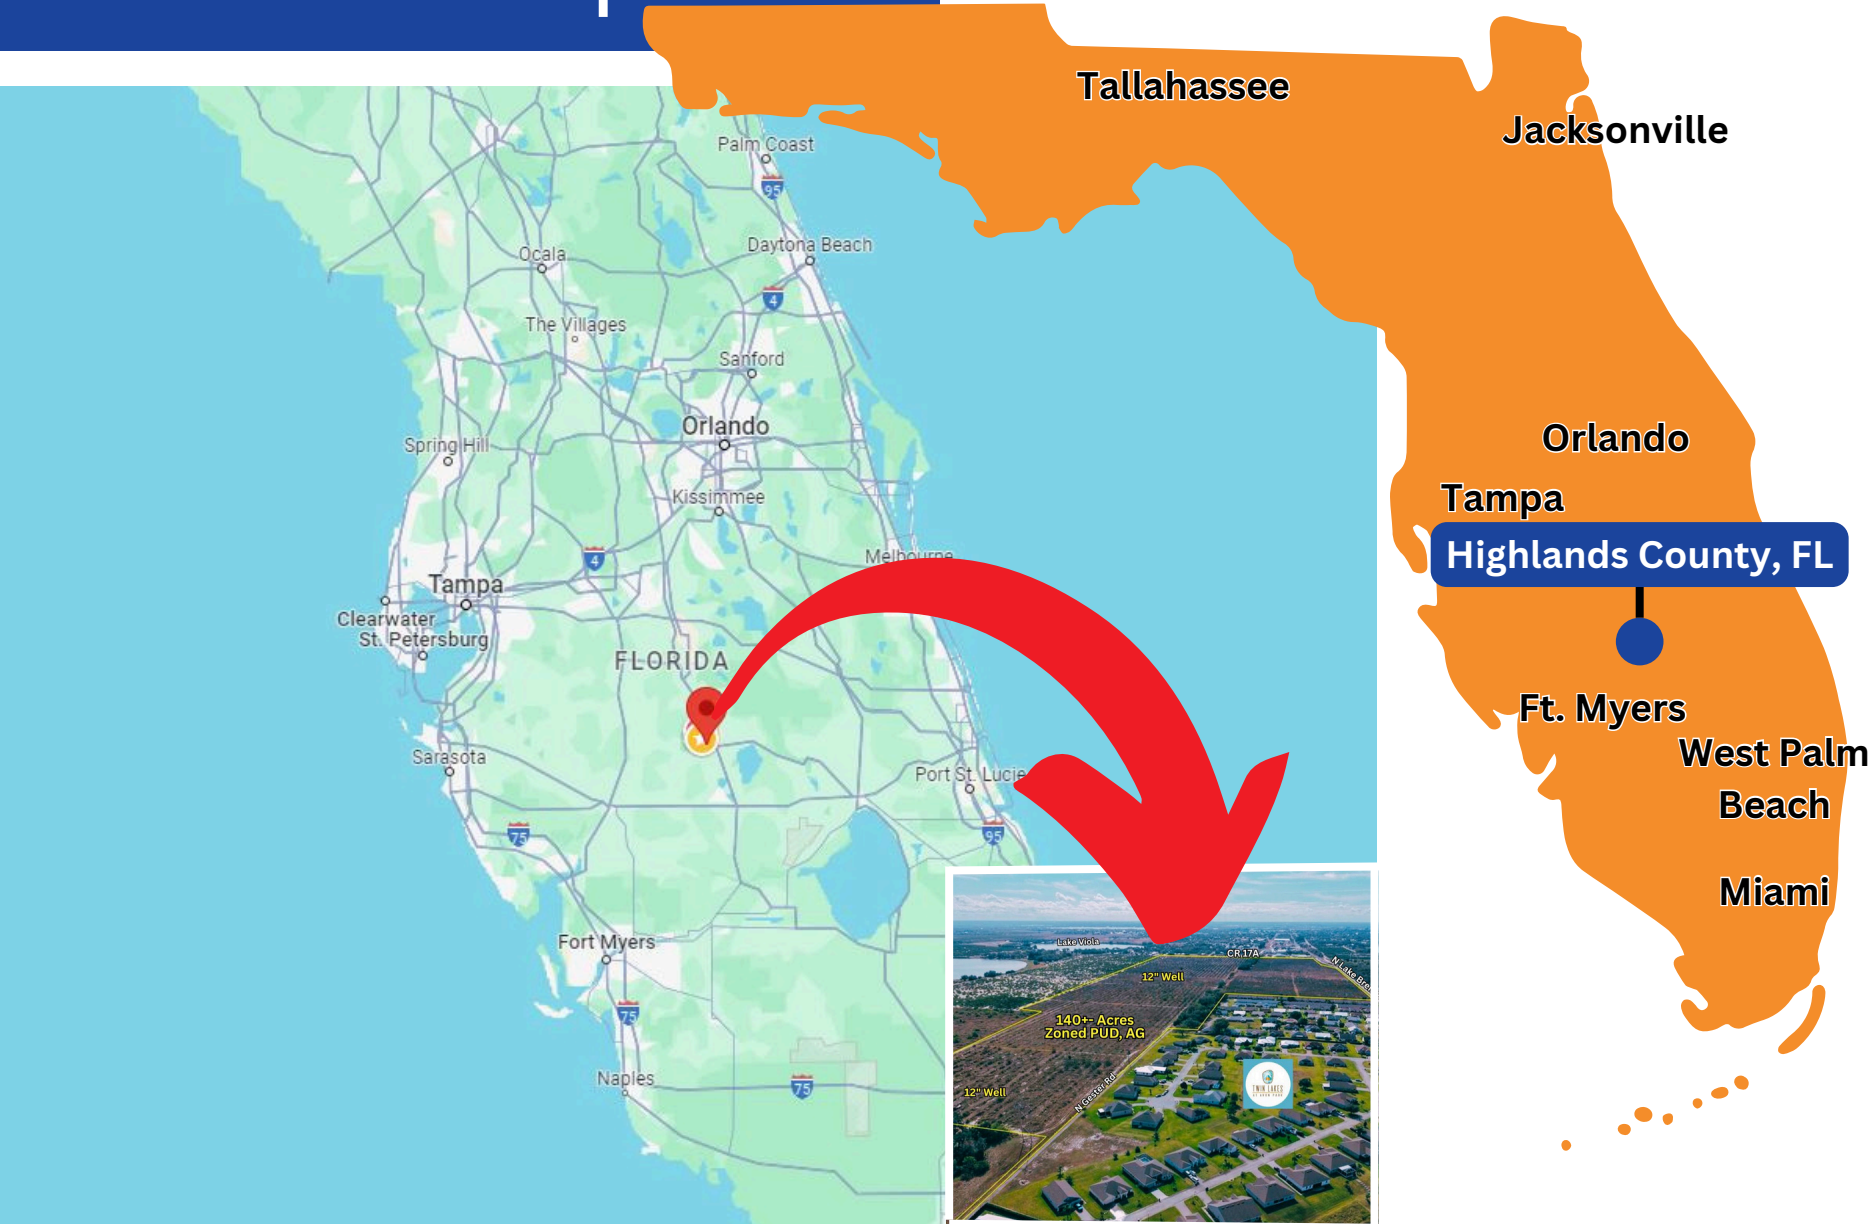 Tallahassee
Jacksonville
Palm Coast
95
Daytona Beach
Ocala
4
The Villages
Sanford
Orlando
Orlando
Spring Hill
Kissimmee
Tampa
Highlands County, FL
Melbourne
4
Tampa
Clearwater
St. Petersburg
FLORIDA
Ft. Myers
West Palm
Beach
Sarasota
Port St. Lucie
75
95
Miami
Fort Myers
Lake Viola
CR 17A
12" Well
140+- Acres
Zoned PUD, AG
75
Naples
75
12" Well
N Gester Rd
TWIN LAKES